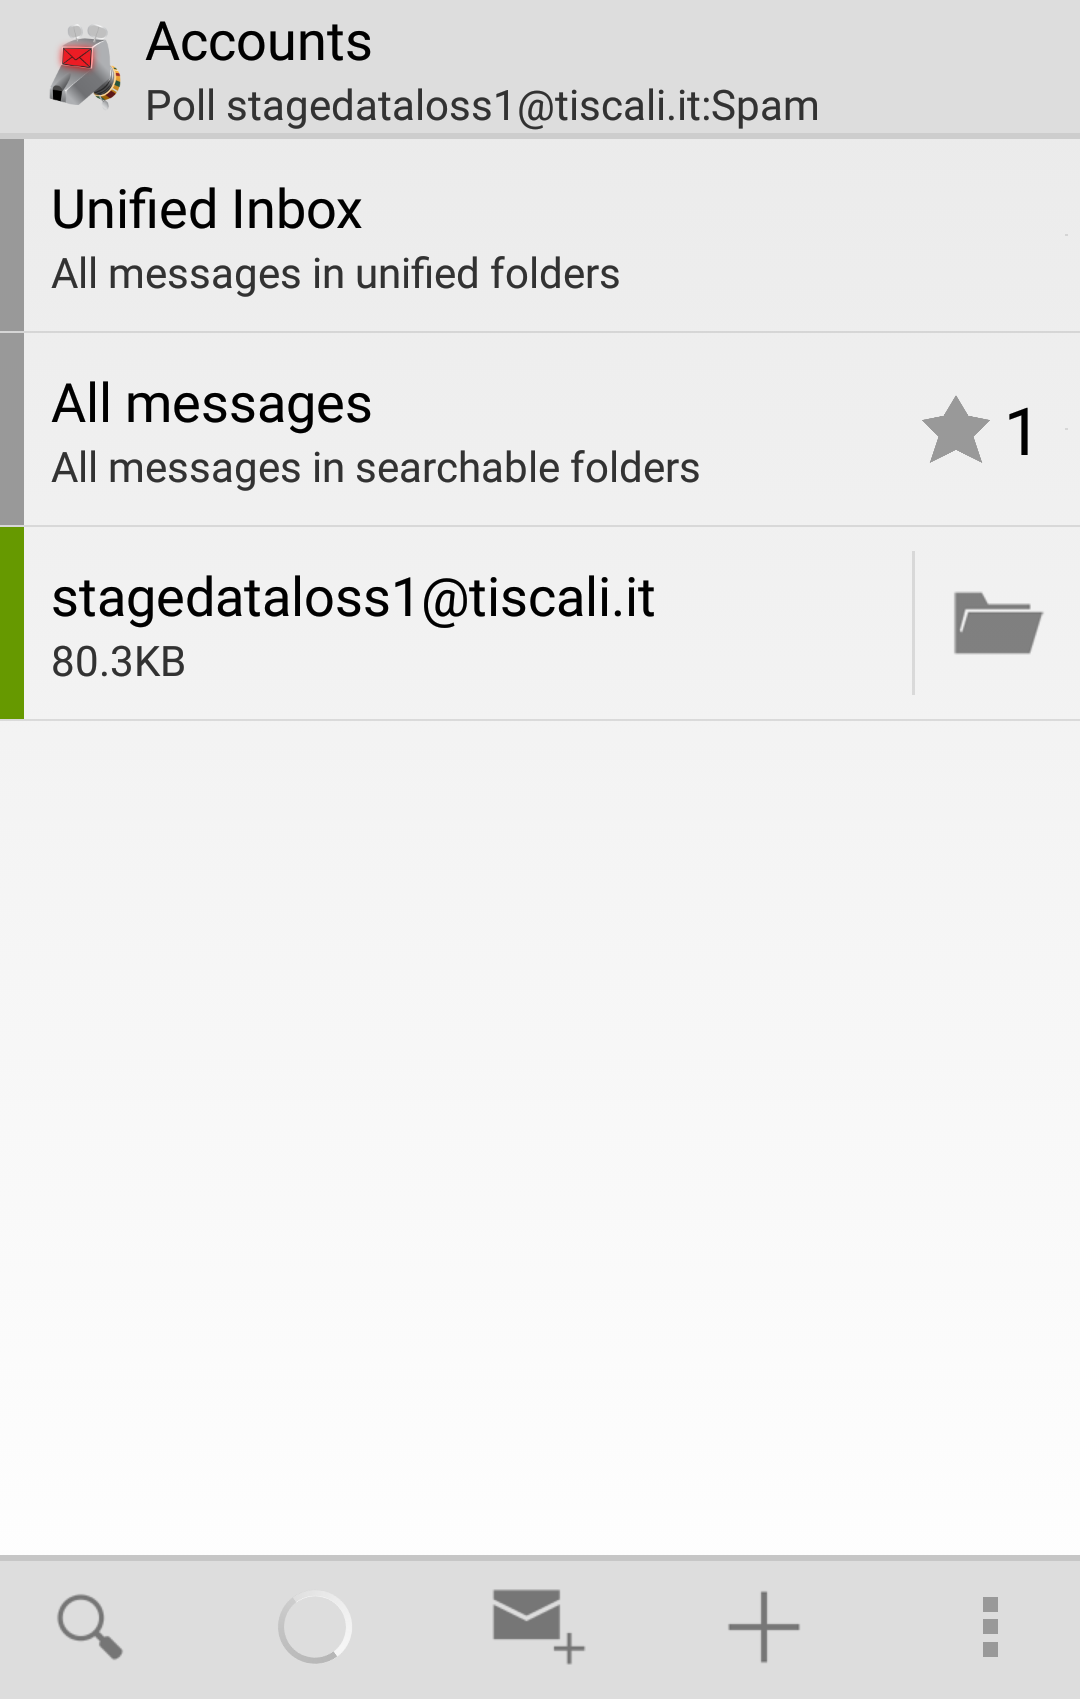 Accounts
Poll stagedataloss1@tiscali.it:Spam
Unified Inbox
All messages in unified folders
All messages
All messages in searchable folders
1
stagedataloss1@tiscali.it
80.3KB